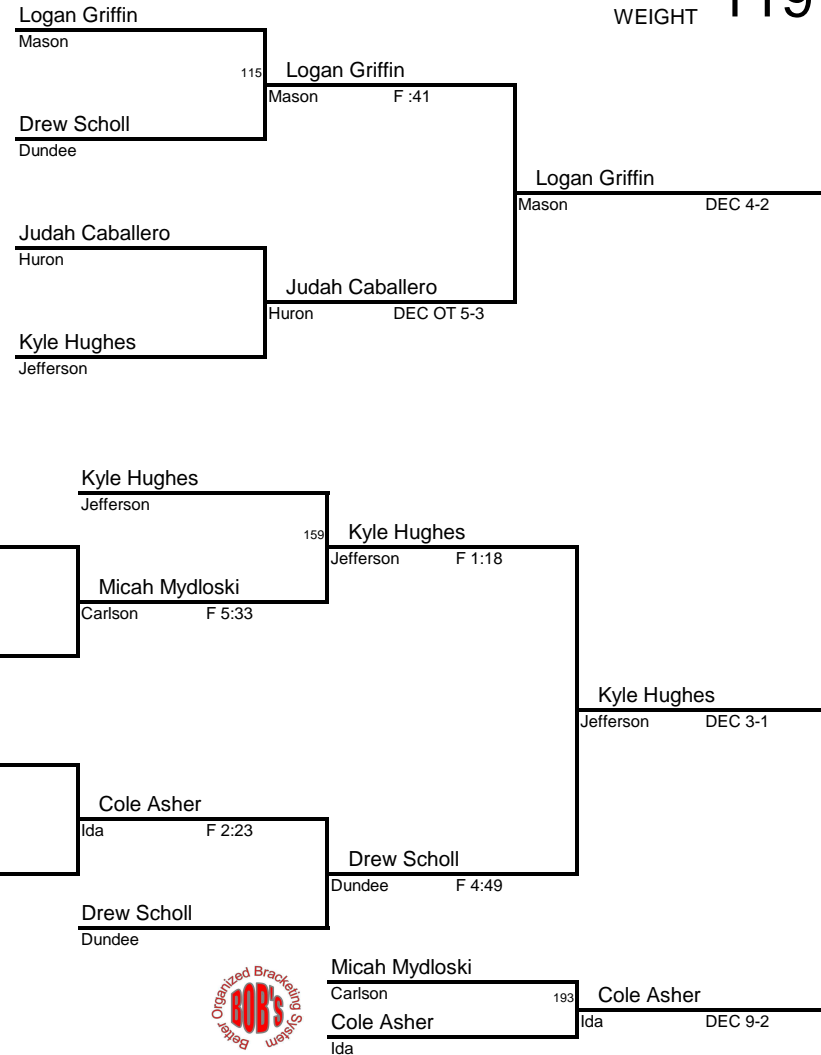 WEIGHT 119
Logan Griffin
Mason
115 Logan Griffin
Mason F :41
Drew Scholl
Dundee
Logan Griffin
Mason DEC 4-2
Judah Caballero
Huron
Judah Caballero
Huron DEC OT 5-3
Kyle Hughes
Jefferson
Kyle Hughes
Jefferson
159 Kyle Hughes
Jefferson F 1:18
Micah Mydloski
Carlson F 5:33
Kyle Hughes
Jefferson DEC 3-1
Cole Asher
Ida F 2:23
Drew Scholl
Dundee F 4:49
Drew Scholl
Dundee
Micah Mydloski
Carlson
193 Cole Asher
Ida DEC 9-2
Cole Asher
Ida
BOB'S
Better Organized Bracketing System